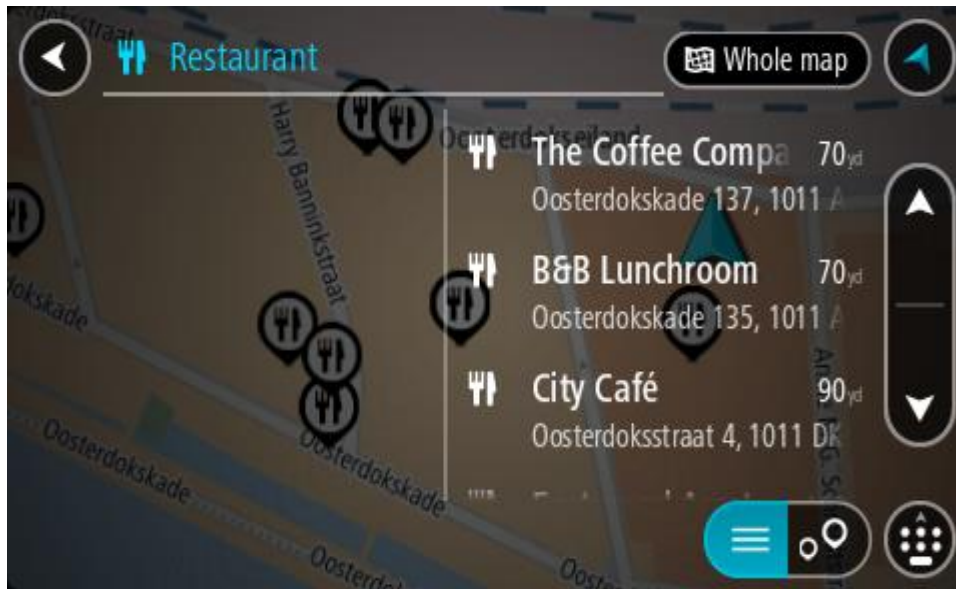 Restaurant
Whole map
Harry Banninkstraat
Oosterdokseiland
The Coffee Compa
70yd
Oosterdokskade 137, 1011 A
B&B Lunchroom
70yd
Oosterdokskade 135, 1011 A
City Café
90yd
Oosterdoksstraat 4, 1011 DK
Oosterdokskade
Oosterdokskade